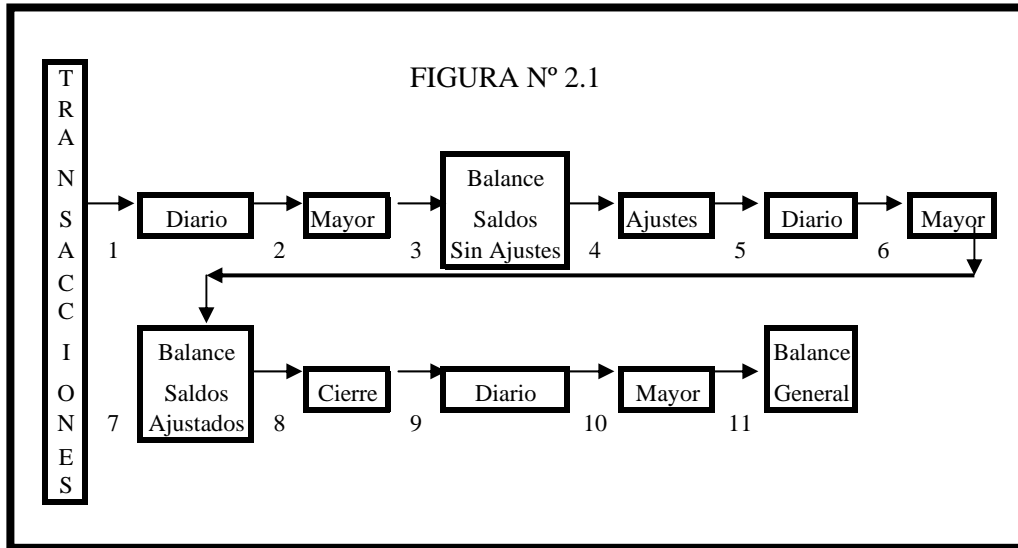 FIGURA Nº 2.1
T
R
A
N
S
A
C
C
I
O
N
E
S
1
Diario
2
Mayor
3
Balance
Saldos
Sin Ajustes
4
Ajustes
5
Diario
6
Mayor
7
Balance
Saldos
Ajustados
8
Cierre
9
Diario
10
Mayor
11
Balance
General